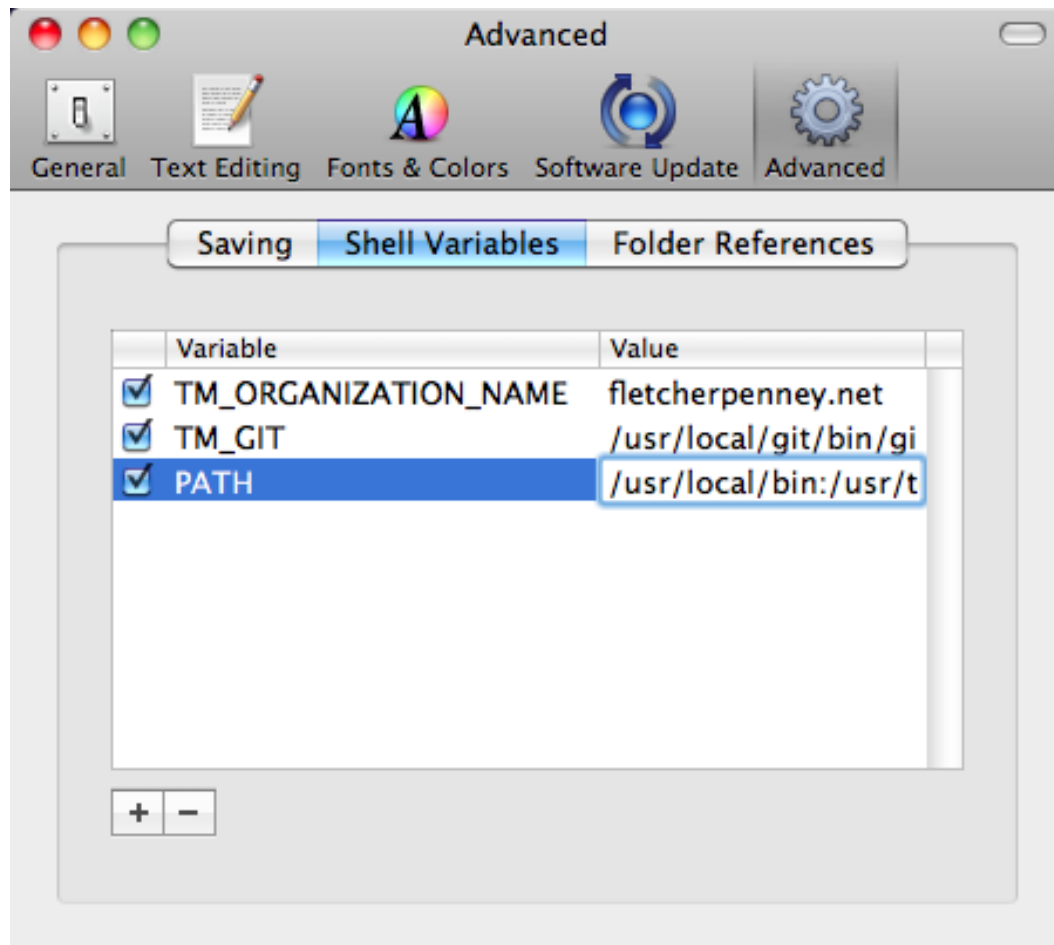 Advanced
General Text Editing Fonts & Colors Software Update Advanced
Saving Shell Variables Folder References
Variable Value
TM_ORGANIZATION_NAME fletcherpenney.net
TM_GIT /usr/local/git/bin/gi
PATH /usr/local/bin:/usr/t
+ −